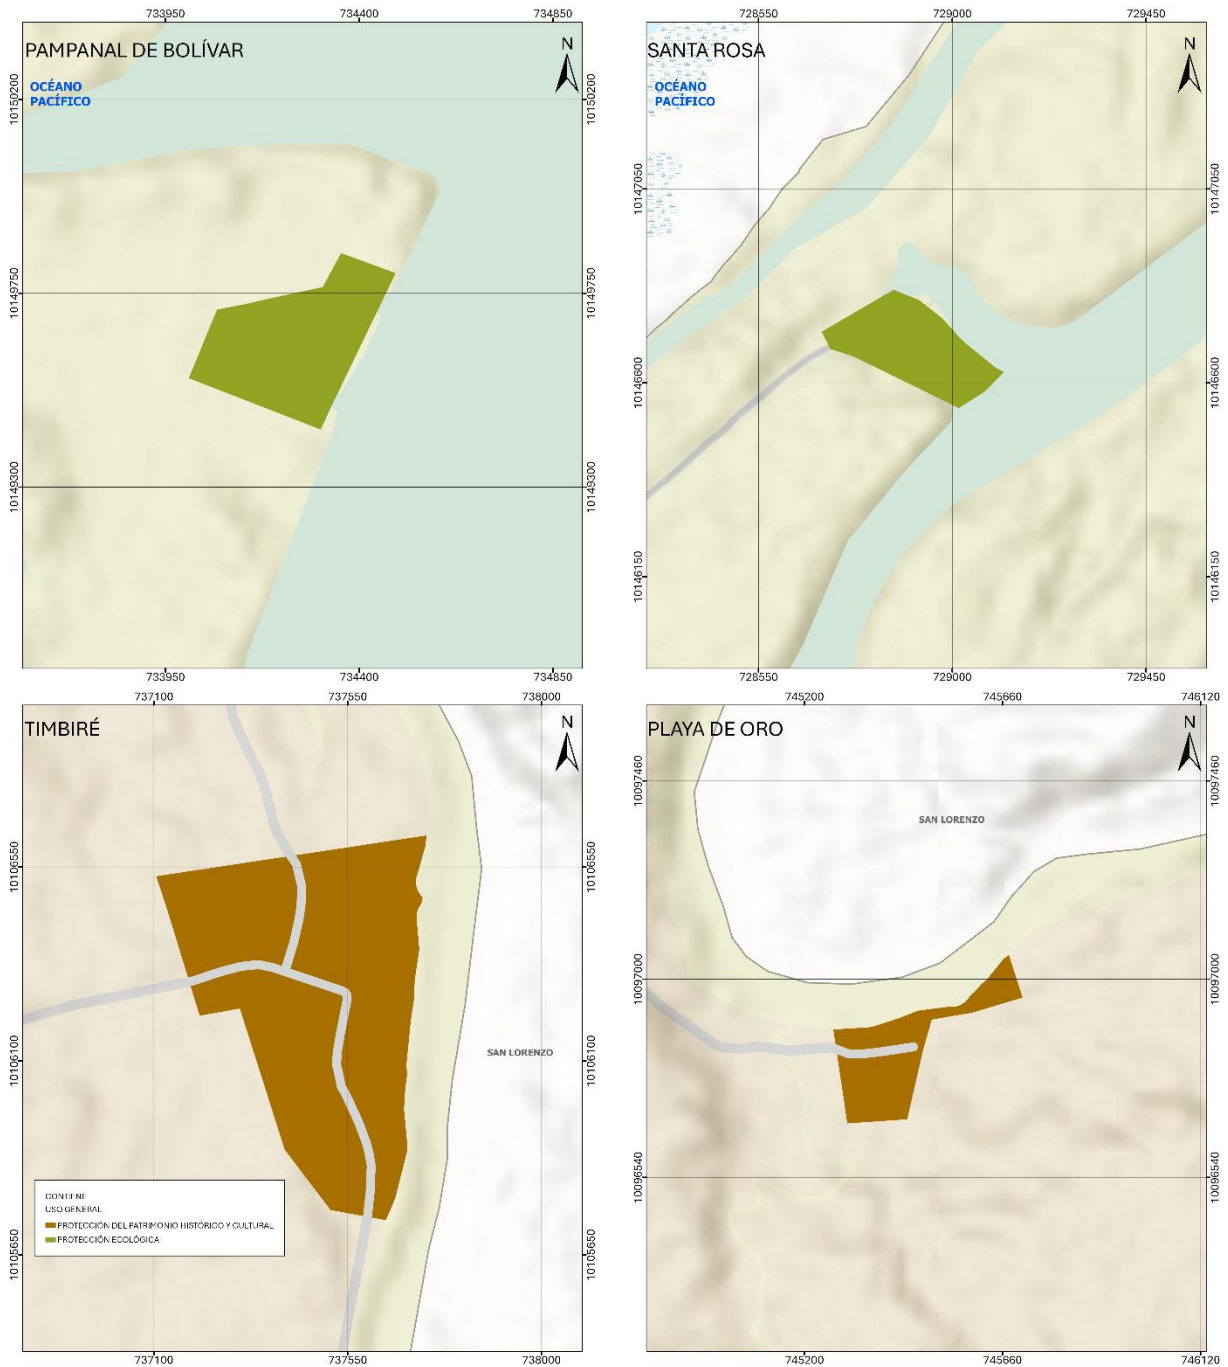 733950 734400 734850
PAMPANAL DE BOLÍVAR
N
OCÉANO
PACÍFICO
10150200 10150200
10149750 10149750
10149300 10149300
733950 734400 734850
728550 729000 729450
SANTA ROSA
N
OCÉANO
PACÍFICO
10147050 10147050
10146600 10146600
10146150 10146150
728550 729000 729450
737100 737550 738000
TIMBIRÉ
N
10106550 10106550
10106100 10106100
SAN LORENZO
CONTIENE
USO GENERAL
PROTECCIÓN DEL PATRIMONIO HISTÓRICO Y CULTURAL
PROTECCIÓN ECOLÓGICA
10105650 10105650
737100 737550 738000
745200 745660 746120
PLAYA DE ORO
N
10097460 10097460
SAN LORENZO
10097000 10097000
10096540 10096540
745200 745660 746120